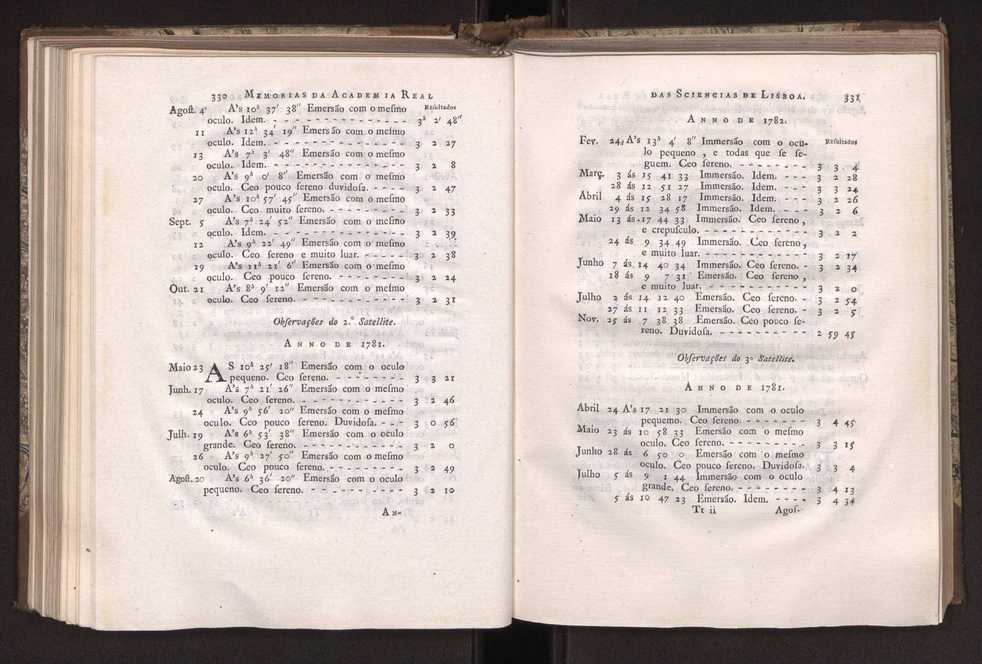 330 MEMORIAS DA ACADEMIA REAL
Agost. 4 A's 10ʰ 37′ 38″ Emersão com o mesmo Resultados
oculo. Idem. - - - - - - - - - - - - 3ʰ 2′ 48″
11 A's 12ʰ 34′ 19″ Emersão com o mesmo
oculo. Idem. - - - - - - - - - - - - 3 2 27
13 A's 7ʰ 3′ 48″ Emersão com o mesmo
oculo. Idem. - - - - - - - - - - - - 3 2 8
20 A's 9ʰ 0′ 8″ Emersão com o mesmo
oculo. Ceo pouco sereno duvidosa. - - - - 3 2 47
27 A's 10ʰ 57′ 45″ Emersão com o mesmo
oculo. Ceo muito sereno. - - - - - - - 3 2 33
Sept. 5 A's 7ʰ 24′ 52″ Emersão com o mesmo
oculo. Idem. - - - - - - - - - - - - 3 2 39
12 A's 9ʰ 22′ 49″ Emersão com o mesmo
oculo. Ceo sereno e muito luar. - - - - - 3 2 38
19 A's 11ʰ 21′ 6″ Emersão com o mesmo
oculo. Ceo pouco sereno. - - - - - - - 3 2 24
Out. 21 A's 8ʰ 9′ 12″ Emersão com o mesmo
oculo. Ceo sereno. - - - - - - - - - - 3 2 31
Observações do 2.º Satellite.
ANNO DE 1781.
Maio 23 AS 10ʰ 25′ 18″ Emersão com o oculo
pequeno. Ceo sereno. - - - - - - - - - 3 3 21
Junh. 17 A's 7ʰ 21′ 26″ Emersão com o mesmo
oculo. Ceo sereno. - - - - - - - - - - 3 2 46
24 A's 9ʰ 56′ 20″ Emersão com o mesmo
oculo. Ceo pouco sereno. Duvidosa. - - - 3 0 56
Julh. 19 A's 6ʰ 53′ 38″ Emersão com o oculo
grande. Ceo sereno. - - - - - - - - - - 3 2 0
26 A's 9ʰ 27′ 50″ Emersão com o mesmo
oculo. Ceo pouco sereno. - - - - - - - 3 2 49
Agost. 20 A's 6ʰ 36′ 20″ Emersão com o oculo
pequeno. Ceo sereno. - - - - - - - - - 3 2 10
AN-
DAS SCIENCIAS DE LISBOA. 331
ANNO DE 1782.
Fev. 24, A's 13ʰ 4′ 8″ Immersão com o ocu- Resultados
lo pequeno, e todas que se se-
guem. Ceo sereno. - - - - - - - - 3 3 4
Març. 3 ás 15 41 33 Immersão. Idem. - - - - 3 2 28
28 ás 12 51 27 Immersão. Idem. - - - - 3 3 24
Abril 4 ás 15 28 17 Immersão. Idem. - - - - 3 2 26
29 ás 12 34 58 Immersão. Idem. - - - - 3 2 6
Maio 13 ás 17 44 33 Immersão. Ceo sereno,
e crepusculo. - - - - - - - - - - - 3 2 2
24 ás 9 34 49 Immersão. Ceo sereno,
e muito luar. - - - - - - - - - - - 3 2 17
Junho 7 ás 14 40 34 Immersão. Ceo sereno. - 3 2 34
18 ás 9 7 31 Emersão. Ceo sereno,
e muito luar. - - - - - - - - - - - 3 2 0
Julho 2 ás 14 12 40 Emersão. Ceo sereno. - 3 2 54
27 ás 11 12 33 Emersão. Ceo sereno. - 3 2 5
Nov. 25 ás 7 38 38 Emersão. Ceo pouco se-
reno. Duvidosa. - - - - - - - - - - 2 59 45
Observações do 3º Satellite.
ANNO DE 1781.
Abril 24 A's 17 21 30 Immersão com o oculo
pequemo. Ceo sereno - - - - - - - - 3 4 45
Maio 23 ás 10 58 33 Emersão com o mesmo
oculo. Ceo sereno. - - - - - - - - 3 3 15
Junho 28 ás 6 50 0 Emersão com o mesmo
oculo. Ceo pouco sereno. Duvidosa. 3 3 4
Julho 5 ás 9 1 44 Immersão com o oculo
grande. Ceo sereno. - - - - - - - - 3 4 13
5 ás 10 47 23 Emersão. Idem. - - - - 3 4 34
Tt ii Agos-